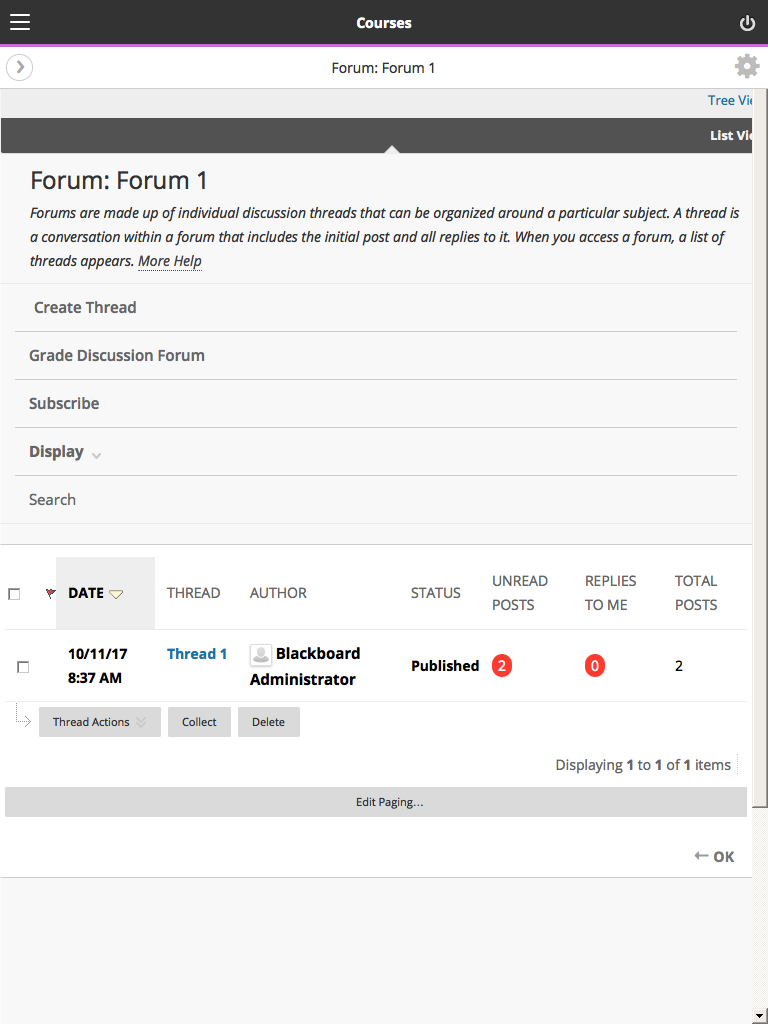 Courses
Forum: Forum 1
Tree
List
Forum: Forum 1
Forums are made up of individual discussion threads that can be organized around a particular subject. A thread is
a conversation within a forum that includes the initial post and all replies to it. When you access a forum, a list of
threads appears. More Help
Create Thread
Grade Discussion Forum
Subscribe
Display
Search
DATE THREAD AUTHOR STATUS UNREAD POSTS REPLIES TO ME TOTAL POSTS
10/11/17
8:37 AM
Thread 1
Blackboard
Administrator
Published 2 0 2
Thread Actions Collect Delete
Displaying 1 to 1 of 1 items
Edit Paging...
OK